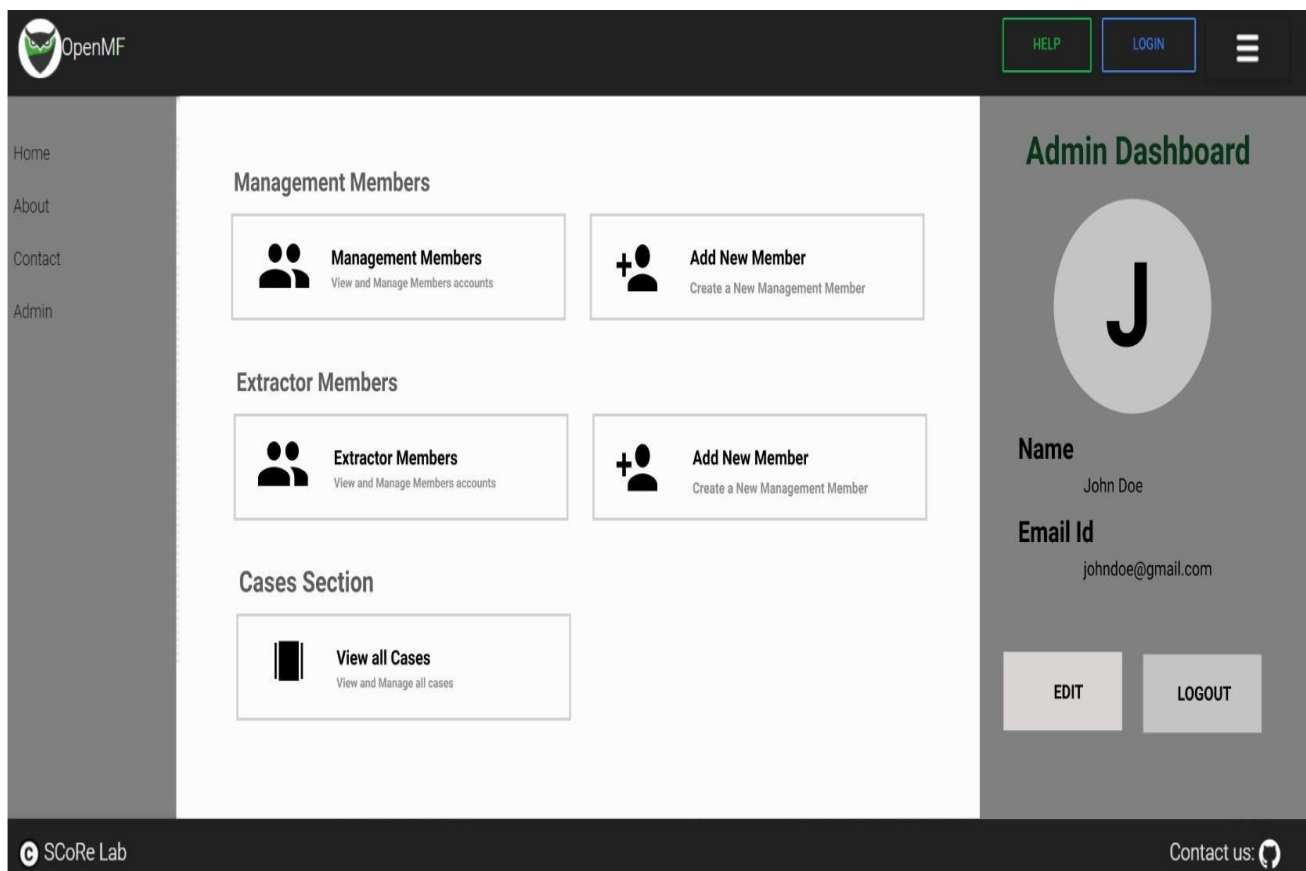 OpenMF
HELP
LOGIN
Home
About
Contact
Admin
Management Members
Management Members
View and Manage Members accounts
Add New Member
Create a New Management Member
Extractor Members
Extractor Members
View and Manage Members accounts
Add New Member
Create a New Management Member
Cases Section
View all Cases
View and Manage all cases
Admin Dashboard
J
Name
John Doe
Email Id
johndoe@gmail.com
EDIT
LOGOUT
© SCoRe Lab
Contact us: